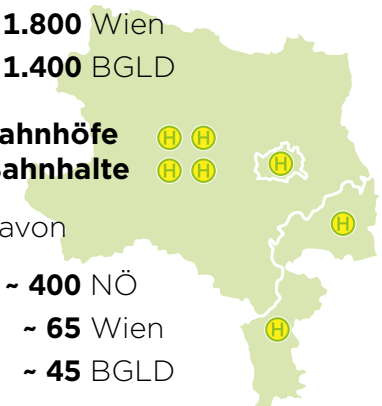 1.800 Wien
1.400 BGLD
ahnhöfe
ahnhalte
avon
~ 400 NÖ
~ 65 Wien
~ 45 BGLD
H H
H H
H
H
H